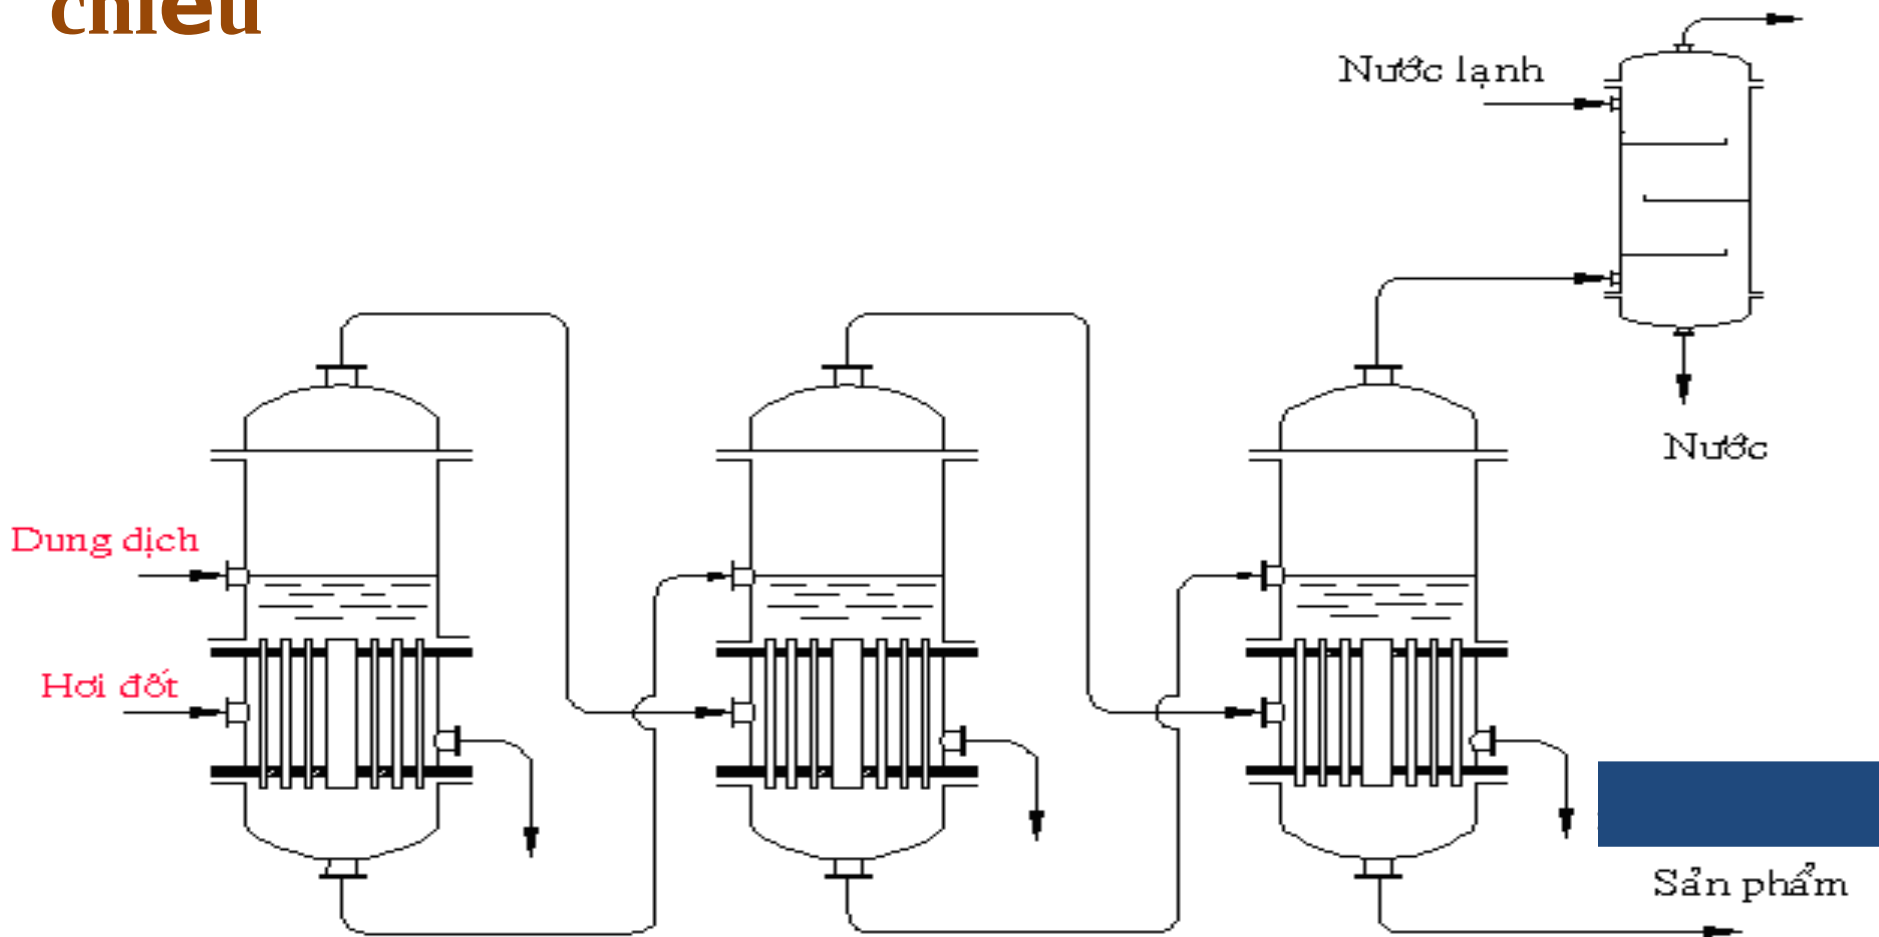 chiều
Nước lạnh
Nước
Dung dịch
Hơi đốt
Sản phẩm